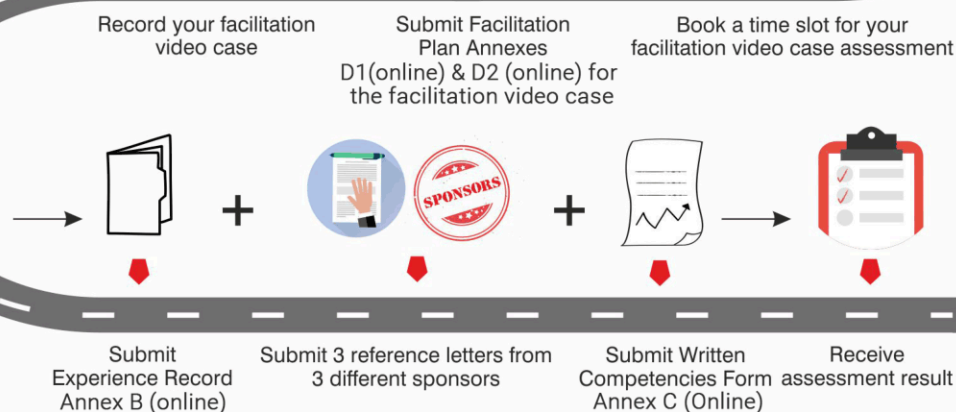 Record your facilitation
video case
Submit Facilitation
Plan Annexes
D1(online) & D2 (online) for
the facilitation video case
Book a time slot for your
facilitation video case assessment
SPONSORS
Submit
Experience Record
Annex B (online)
Submit 3 reference letters from
3 different sponsors
Submit Written
Competencies Form
Annex C (Online)
Receive
assessment result